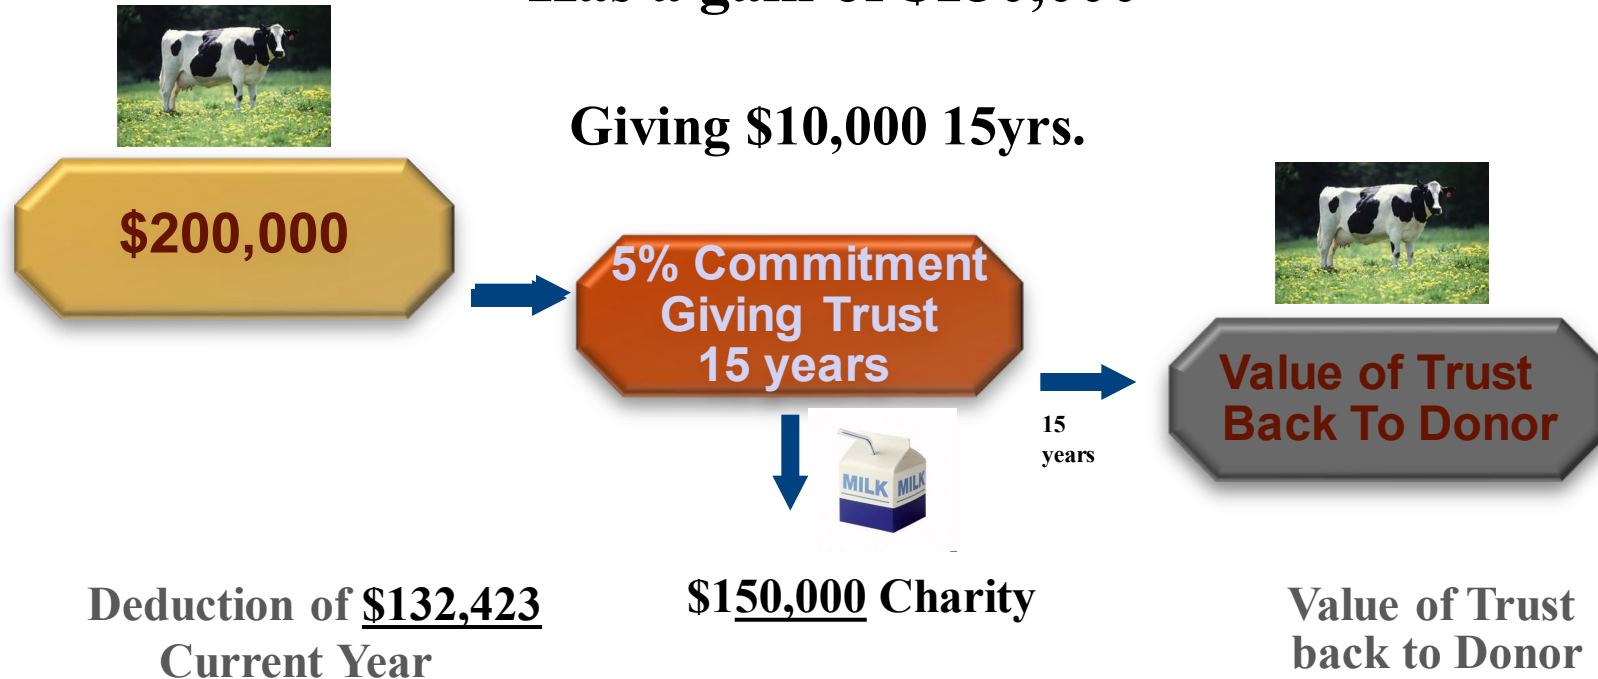 Giving $10,000 15yrs.
$200,000
5% Commitment
Giving Trust
15 years
Value of Trust
Back To Donor
15
years
MILK MILK
Deduction of $132,423
Current Year
$150,000 Charity
Value of Trust
back to Donor